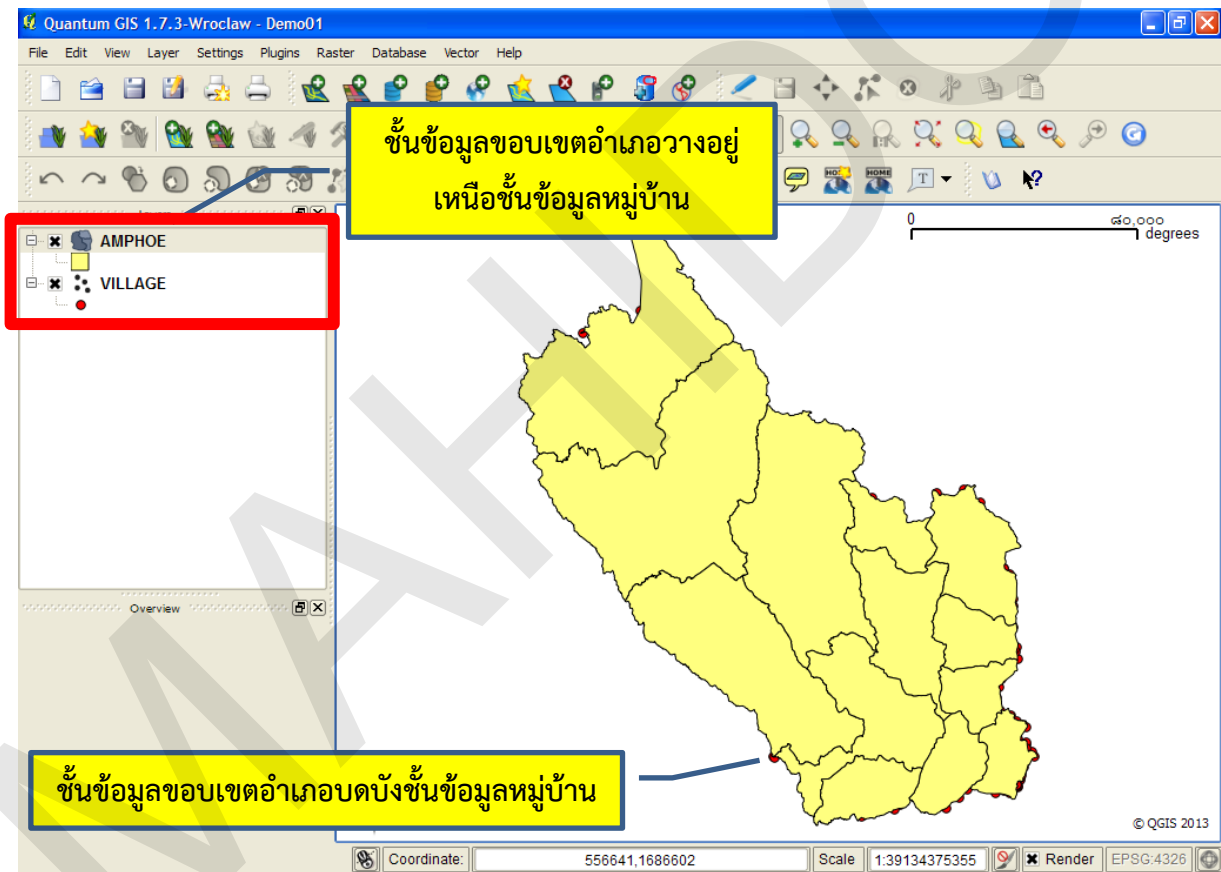 Quantum GIS 1.7.3-Wroclaw - Demo01
File Edit View Layer Settings Plugins Raster Database Vector Help
ชั้นข้อมูลขอบเขตอำเภอวางอยู่
เหนือชั้นข้อมูลหมู่บ้าน
AMPHOE
VILLAGE
0 ๘๐,๐๐๐
degrees
Overview
ชั้นข้อมูลขอบเขตอำเภอบดบังชั้นข้อมูลหมู่บ้าน
© QGIS 2013
Coordinate: 556641,1686602 Scale 1:39134375355 Render EPSG:4326
MAHIDO